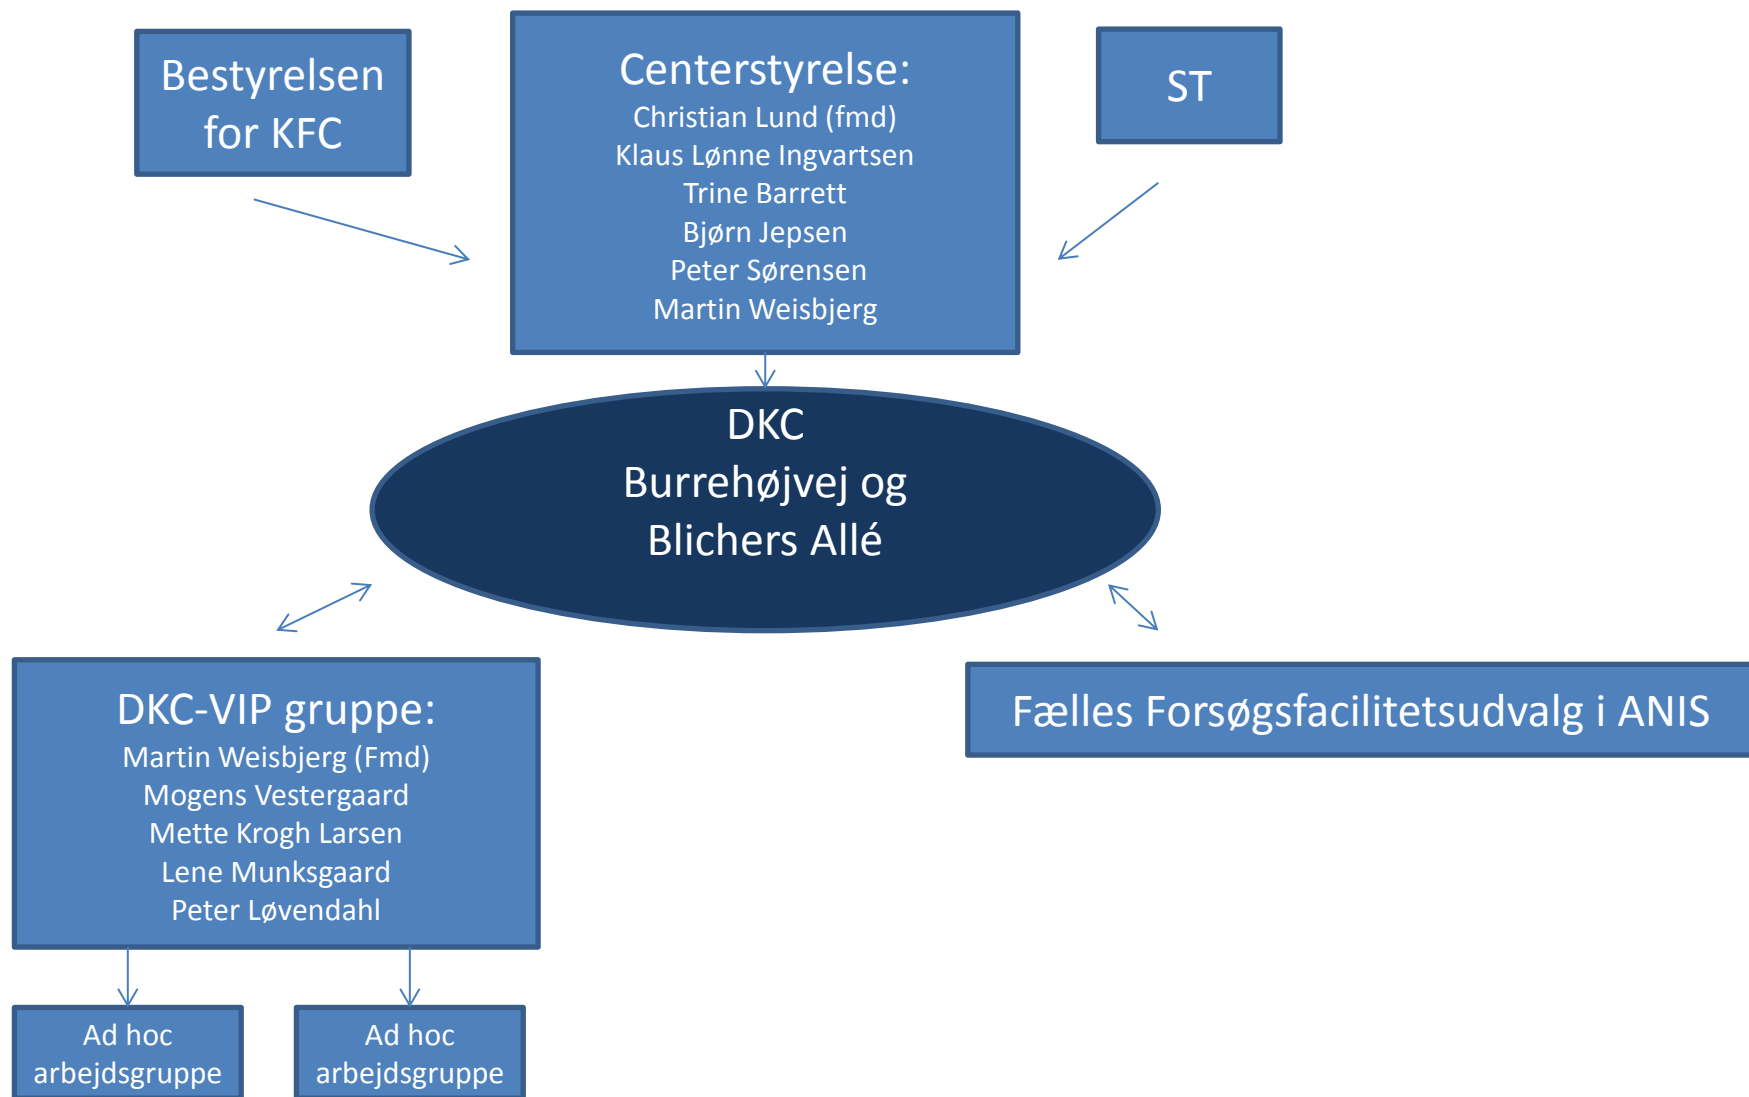 Bestyrelsen
for KFC
Centerstyrelse:
Christian Lund (fmd)
Klaus Lønne Ingvartsen
Trine Barrett
Bjørn Jepsen
Peter Sørensen
Martin Weisbjerg
ST
DKC
Burrehøjvej og
Blichers Allé
DKC-VIP gruppe:
Martin Weisbjerg (Fmd)
Mogens Vestergaard
Mette Krogh Larsen
Lene Munksgaard
Peter Løvendahl
Fælles Forsøgsfacilitetsudvalg i ANIS
Ad hoc
arbejdsgruppe
Ad hoc
arbejdsgruppe